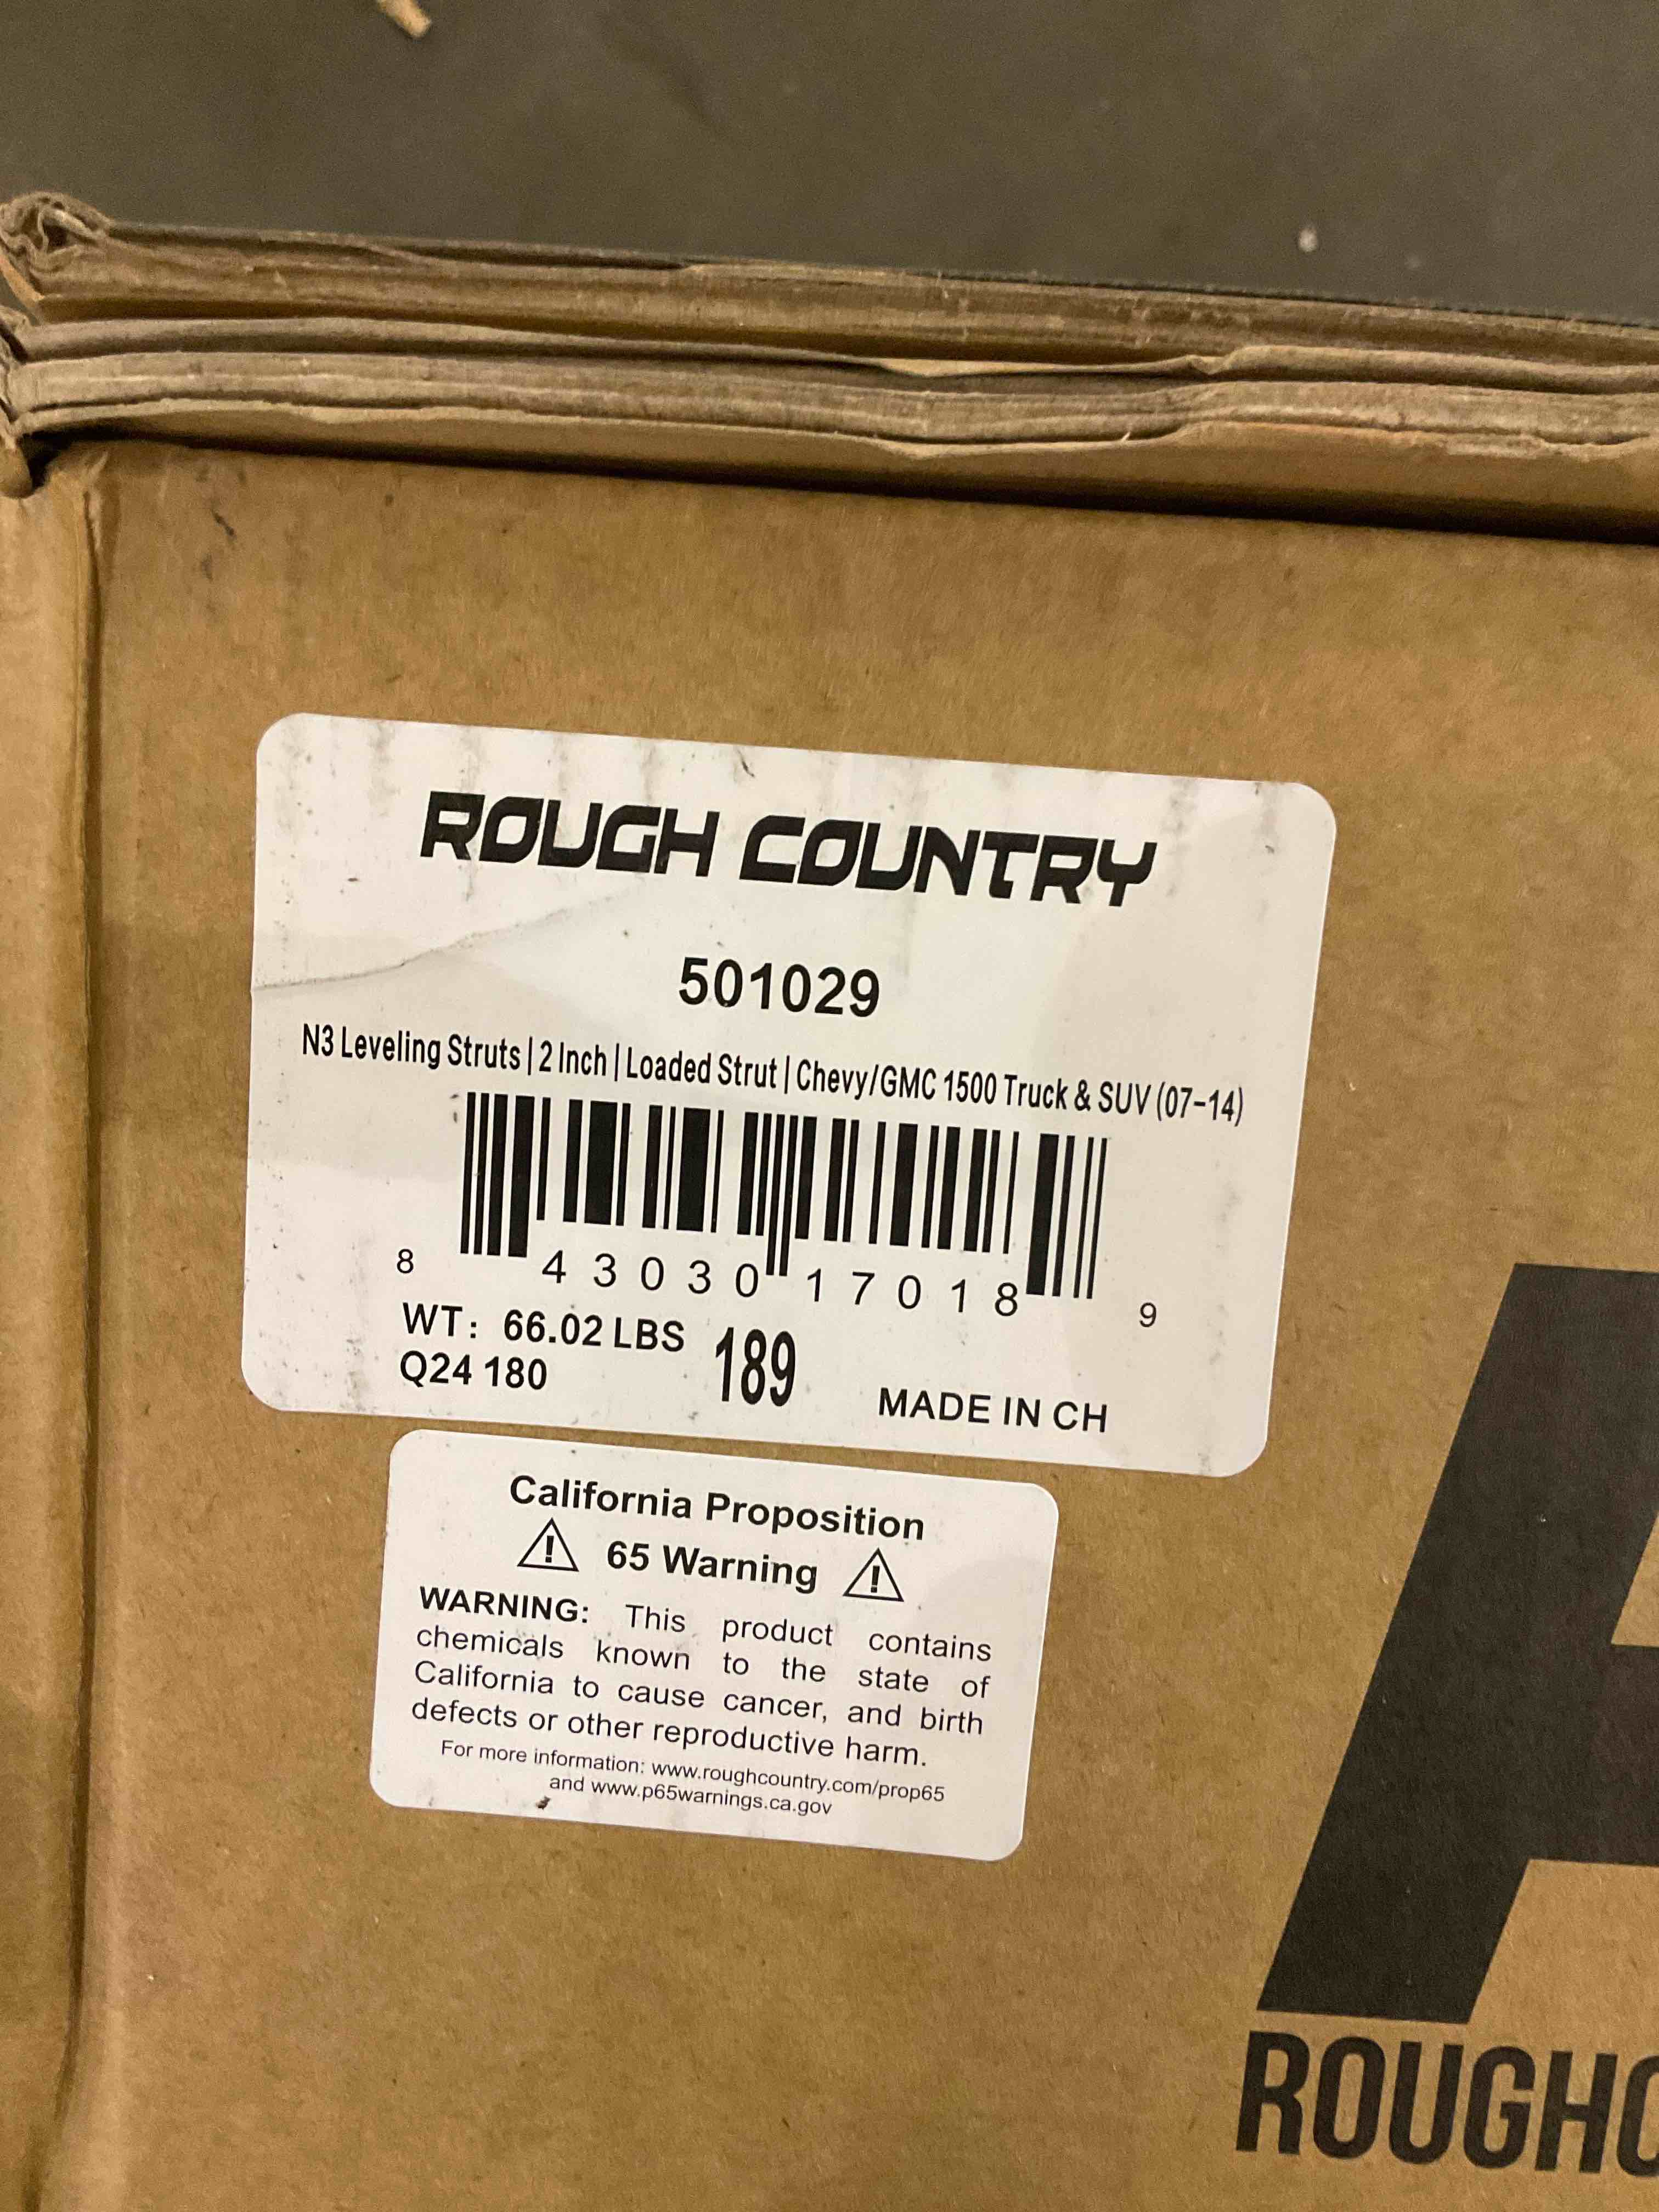 ROUGH COUNTRY
501029
N3 Leveling Struts | 2 Inch | Loaded Strut | Chevy/GMC 1500 Truck & SUV (07-14)
8 43030 17018 9
WT: 66.02 LBS
Q24 180
189
MADE IN CH
California Proposition
65 Warning
WARNING: This product contains
chemicals known to the state of
California to cause cancer, and birth
defects or other reproductive harm.
For more information: www.roughcountry.com/prop65
and www.p65warnings.ca.gov
ROUGHC